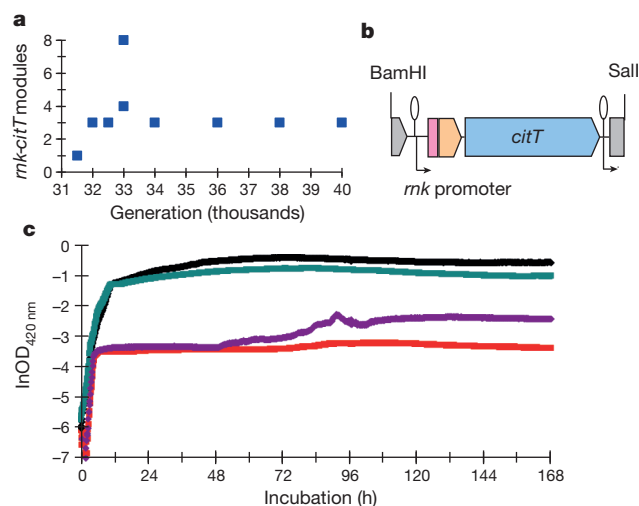 a
rnk-citT modules
8
6
4
2
0
31 32 33 34 35 36 37 38 39 40
Generation (thousands)
b
BamHI
SalI
citT
rnk promoter
c
lnOD420 nm
0
–1
–2
–3
–4
–5
–6
–7
0 24 48 72 96 120 144 168
Incubation (h)